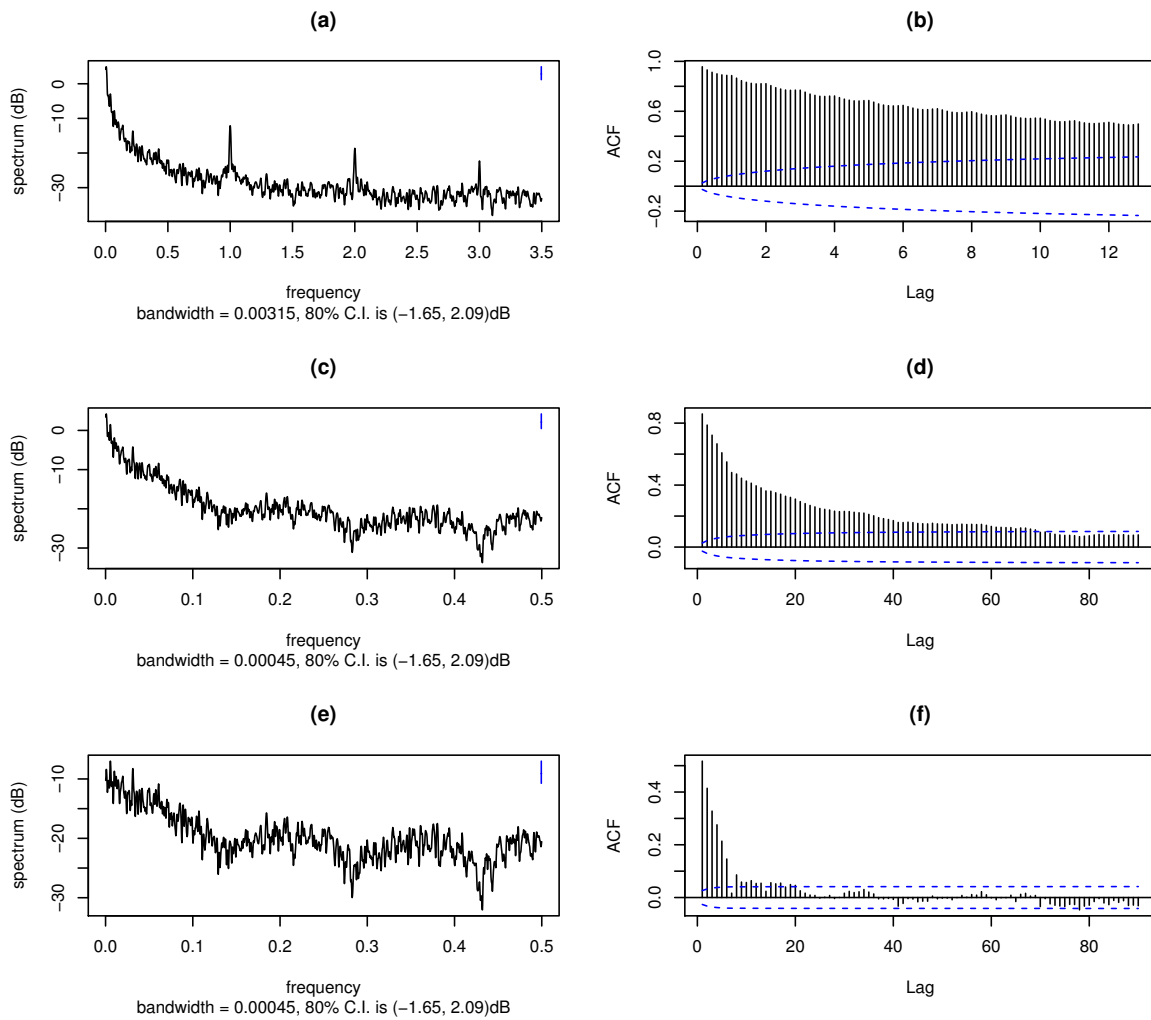 (a)
spectrum (dB)
0
−10
−30
0.0 0.5 1.0 1.5 2.0 2.5 3.0 3.5
frequency
bandwidth = 0.00315, 80% C.I. is (−1.65, 2.09)dB
(b)
ACF
1.0
0.6
0.2
−0.2
0 2 4 6 8 10 12
Lag
(c)
spectrum (dB)
0
−10
−30
0.0 0.1 0.2 0.3 0.4 0.5
frequency
bandwidth = 0.00045, 80% C.I. is (−1.65, 2.09)dB
(d)
ACF
0.8
0.4
0.0
0 20 40 60 80
Lag
(e)
spectrum (dB)
−10
−20
−30
0.0 0.1 0.2 0.3 0.4 0.5
frequency
bandwidth = 0.00045, 80% C.I. is (−1.65, 2.09)dB
(f)
ACF
0.4
0.2
0.0
0 20 40 60 80
Lag